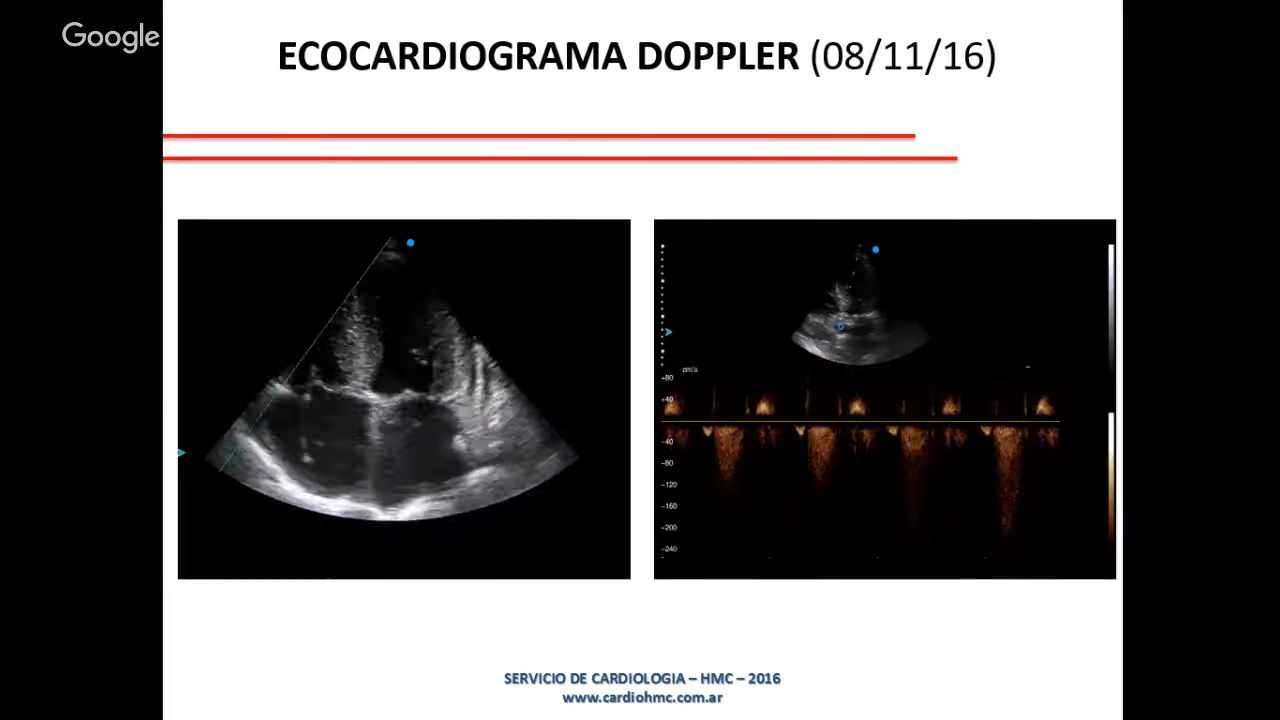 Google
ECOCARDIOGRAMA DOPPLER (08/11/16)
cm/s
+80
+40
-40
-80
-120
-160
-200
-240
SERVICIO DE CARDIOLOGIA – HMC – 2016
www.cardiohmc.com.ar